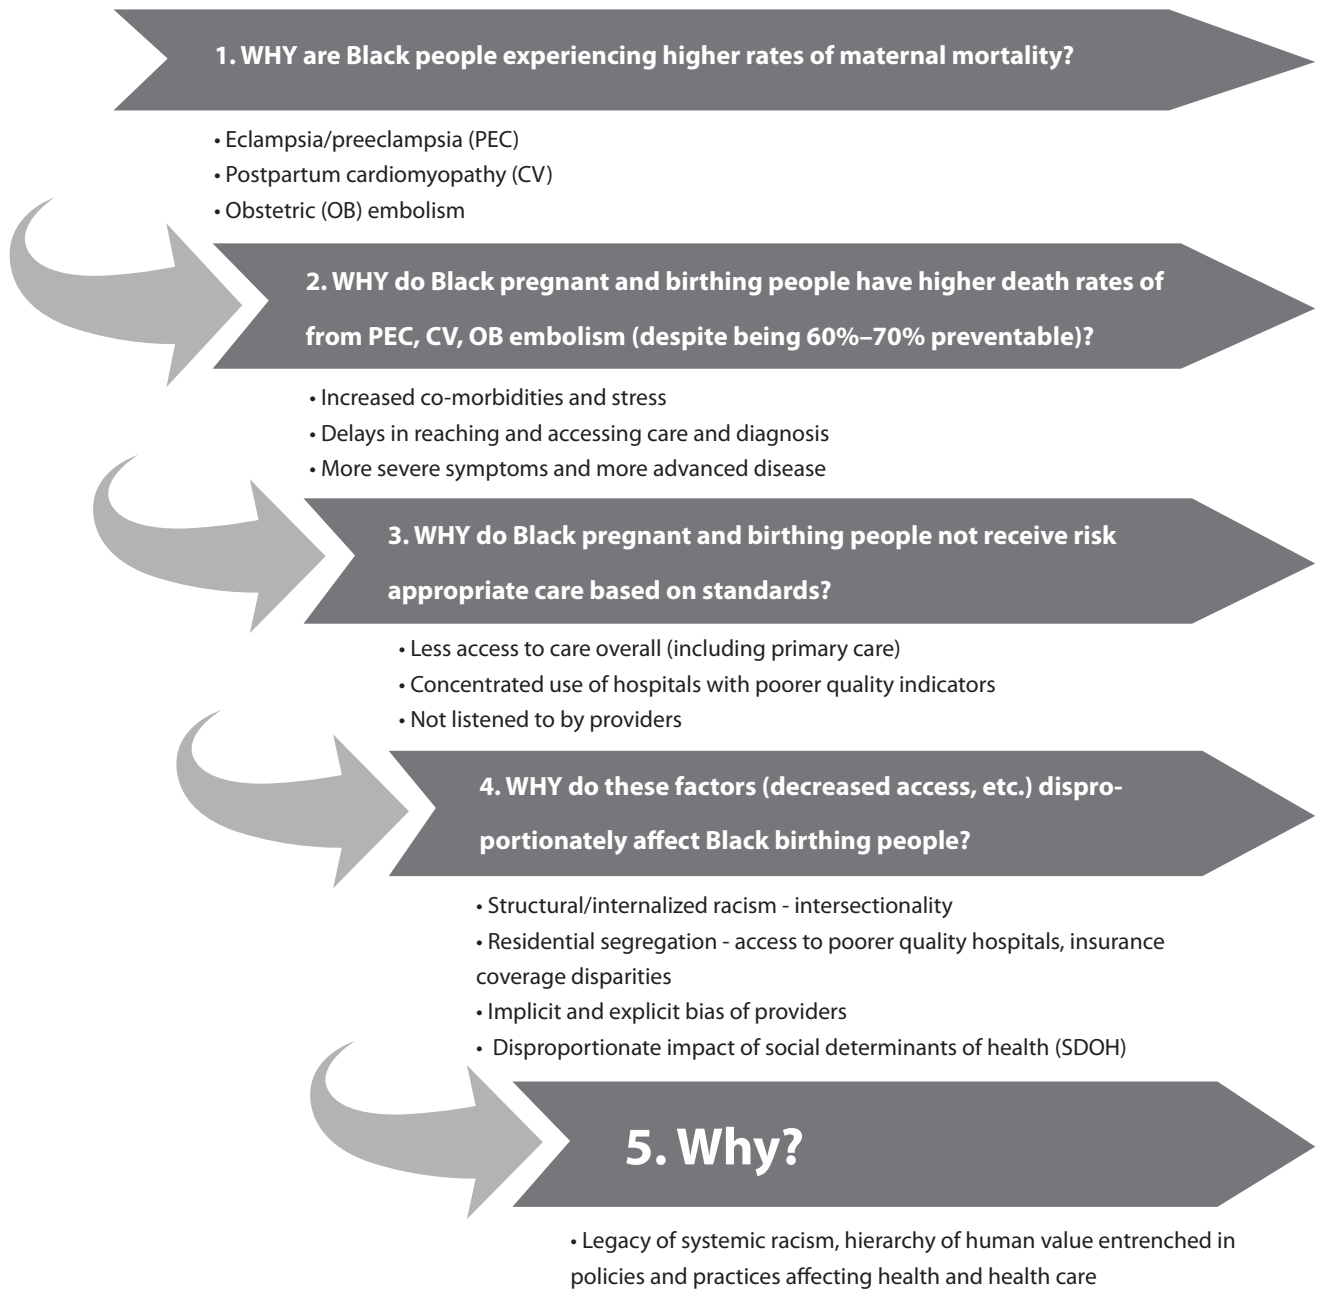 1. WHY are Black people experiencing higher rates of maternal mortality?
• Eclampsia/preeclampsia (PEC)
• Postpartum cardiomyopathy (CV)
• Obstetric (OB) embolism
2. WHY do Black pregnant and birthing people have higher death rates of
from PEC, CV, OB embolism (despite being 60%–70% preventable)?
• Increased co-morbidities and stress
• Delays in reaching and accessing care and diagnosis
• More severe symptoms and more advanced disease
3. WHY do Black pregnant and birthing people not receive risk
appropriate care based on standards?
• Less access to care overall (including primary care)
• Concentrated use of hospitals with poorer quality indicators
• Not listened to by providers
4. WHY do these factors (decreased access, etc.) dispro-
portionately affect Black birthing people?
• Structural/internalized racism - intersectionality
• Residential segregation - access to poorer quality hospitals, insurance
coverage disparities
• Implicit and explicit bias of providers
• Disproportionate impact of social determinants of health (SDOH)
5. Why?
• Legacy of systemic racism, hierarchy of human value entrenched in
policies and practices affecting health and health care